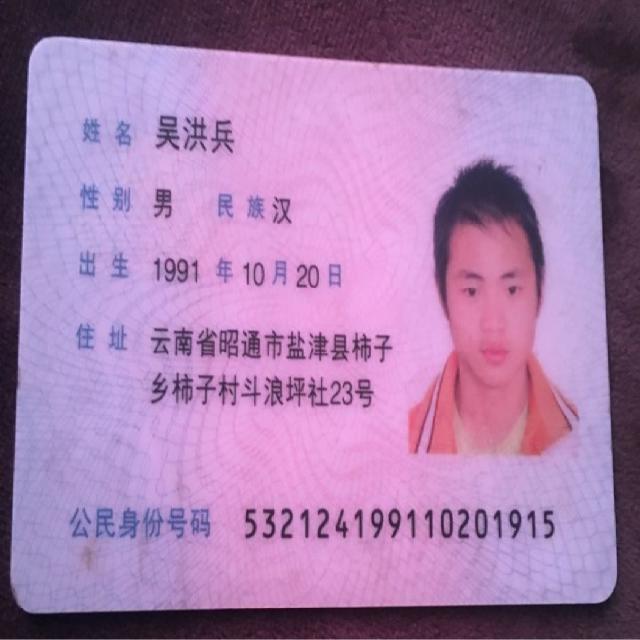 姓名 吴洪兵
性别 男 民族 汉
出生 1991 年 10 月 20 日
住址 云南省昭通市盐津县柿子
乡柿子村斗浪坪社23号
公民身份号码 532124199110201915